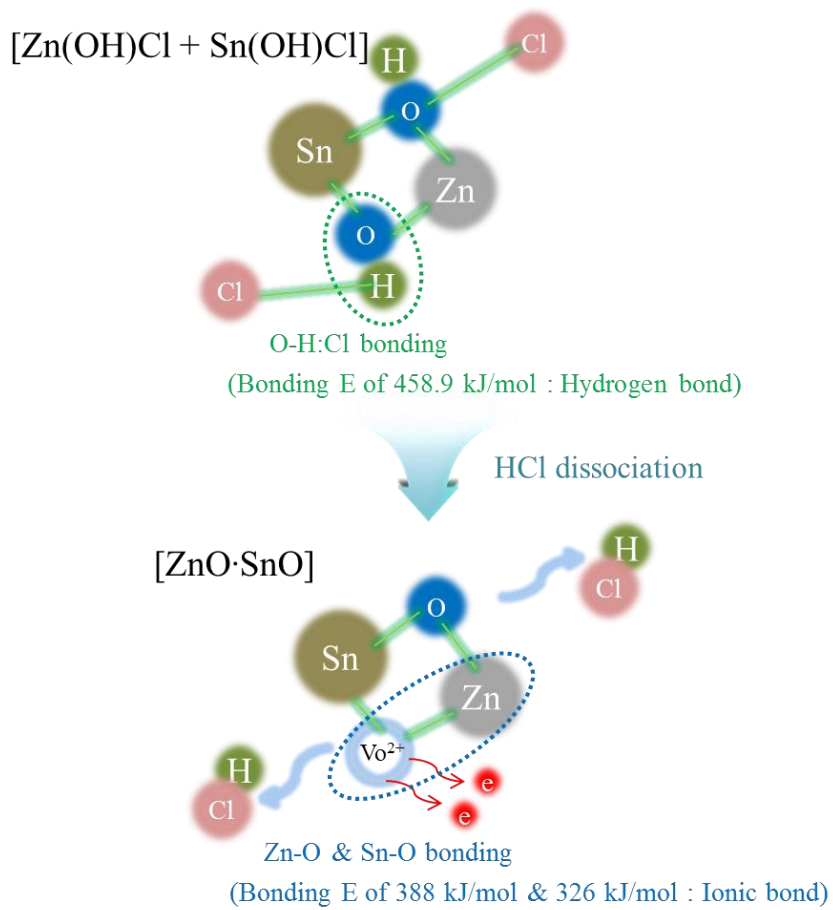 [Zn(OH)Cl + Sn(OH)Cl]
H
Cl
O
Sn
Zn
O
Cl
H
O-H:Cl bonding
(Bonding E of 458.9 kJ/mol : Hydrogen bond)
HCl dissociation
[ZnO·SnO]
H
Cl
O
Sn
Zn
Vo²⁺
H
Cl
e
e
Zn-O & Sn-O bonding
(Bonding E of 388 kJ/mol & 326 kJ/mol : Ionic bond)